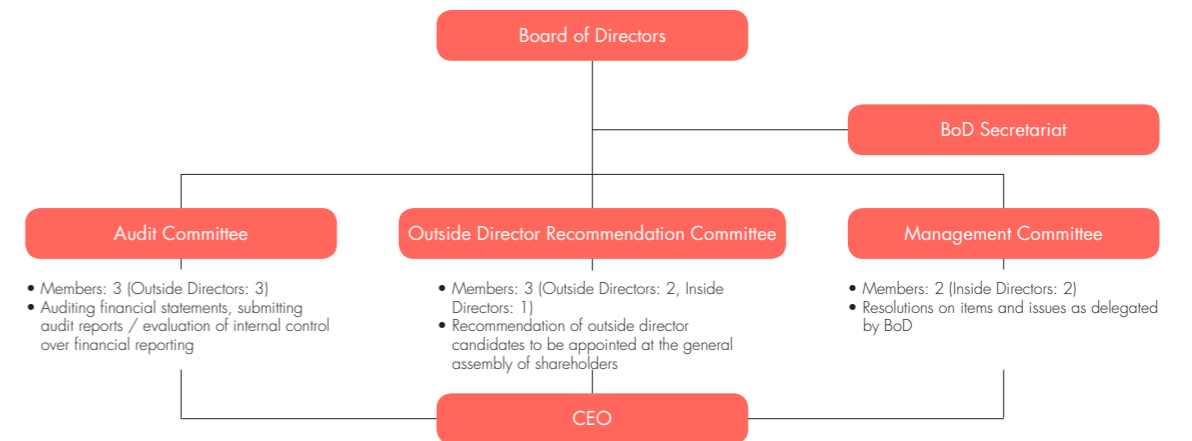 Board of Directors
BoD Secretariat
Audit Committee
Outside Director Recommendation Committee
Management Committee
• Members: 3 (Outside Directors: 3)
• Auditing financial statements, submitting
audit reports / evaluation of internal control
over financial reporting
• Members: 3 (Outside Directors: 2, Inside
Directors: 1)
• Recommendation of outside director
candidates to be appointed at the general
assembly of shareholders
• Members: 2 (Inside Directors: 2)
• Resolutions on items and issues as delegated
by BoD
CEO